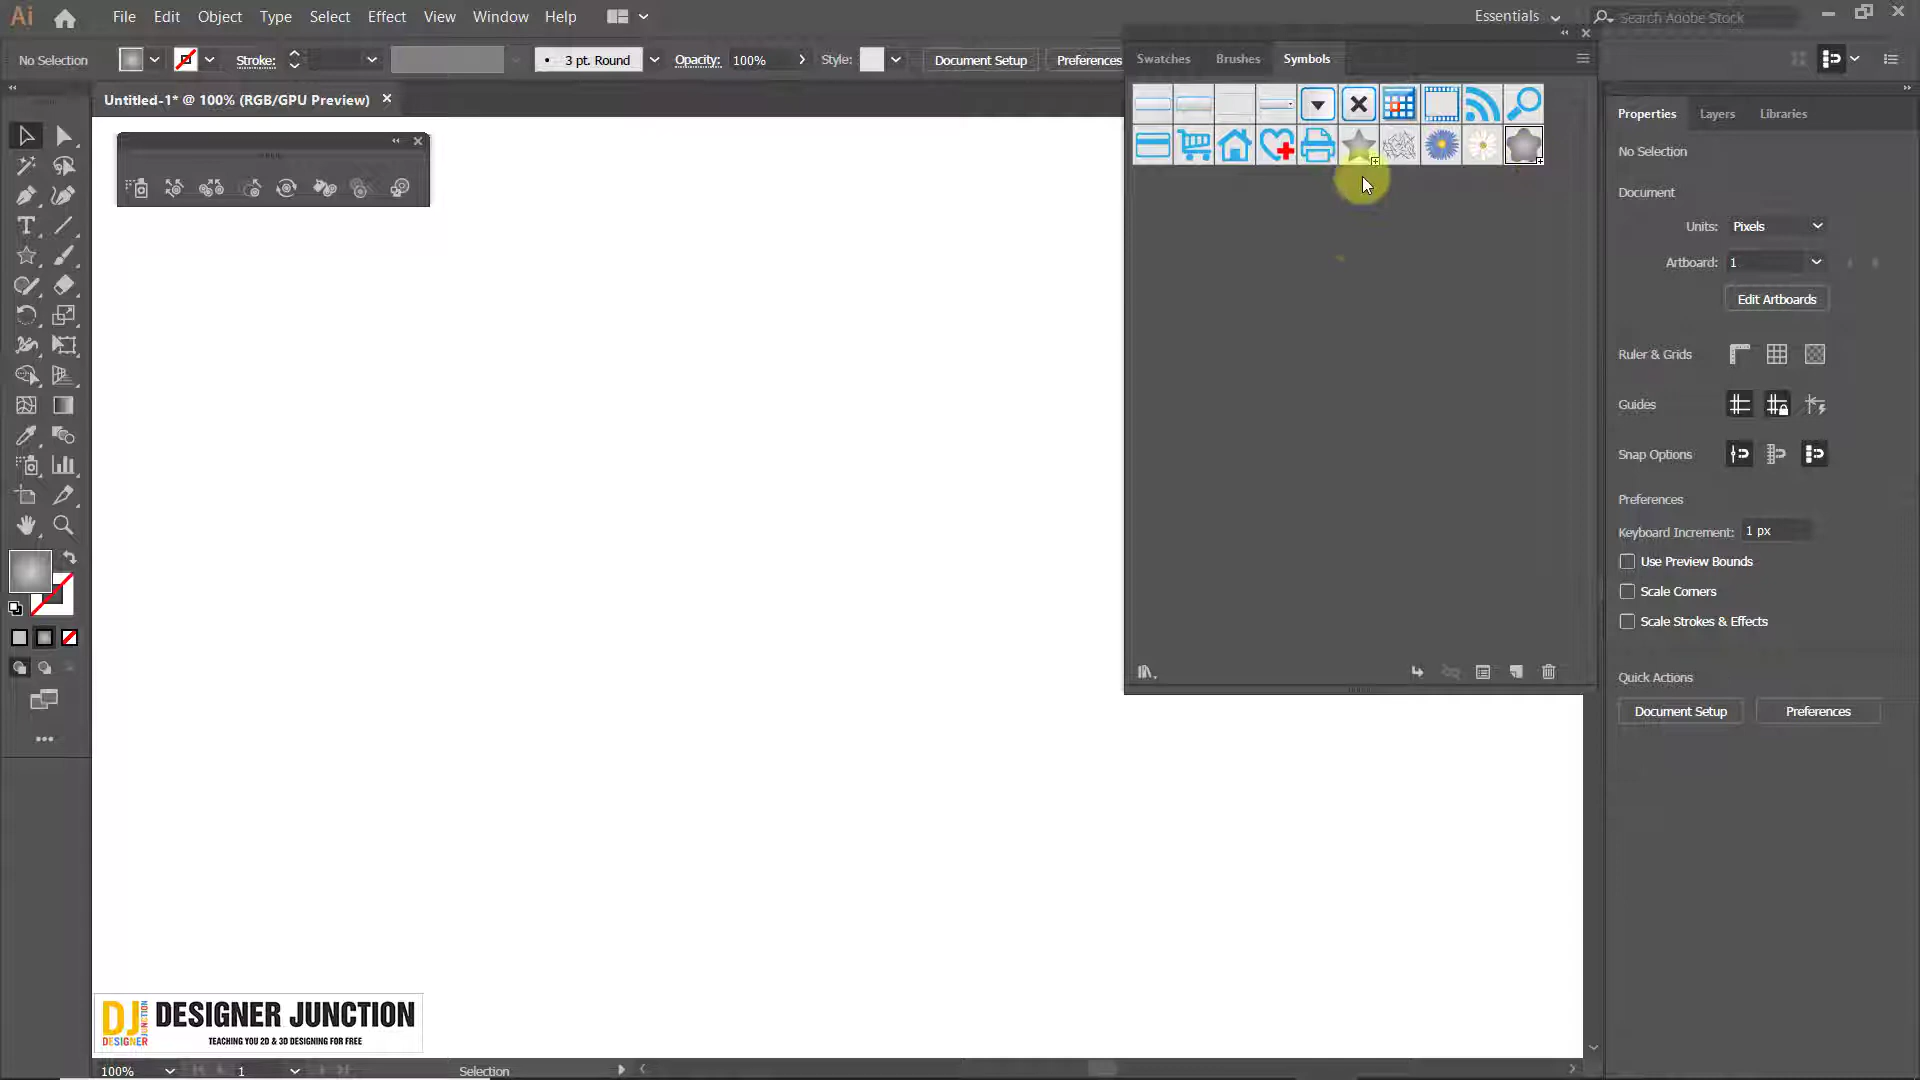 Ai File Edit Object Type Select Effect View Window Help Essentials Search Adobe Stock
No Selection Stroke: 3 pt. Round Opacity: 100% Style: Document Setup Preferences
Untitled-1* @ 100% (RGB/GPU Preview)
Swatches Brushes Symbols
Properties Layers Libraries
No Selection
Document
Units: Pixels
Artboard: 1
Edit Artboards
Ruler & Grids
Guides
Snap Options
Preferences
Keyboard Increment: 1 px
Use Preview Bounds
Scale Corners
Scale Strokes & Effects
Quick Actions
Document Setup Preferences
DJ DESIGNER JUNCTION
DESIGNER JUNCTION
TEACHING YOU 2D & 3D DESIGNING FOR FREE
100% 1 Selection